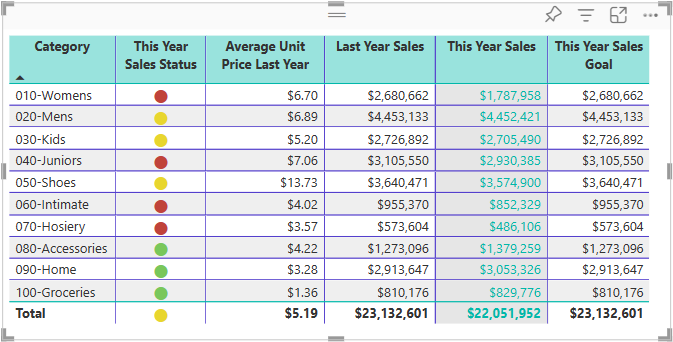 Category This Year Sales Status Average Unit Price Last Year Last Year Sales This Year Sales This Year Sales Goal
010-Womens $6.70 $2,680,662 $1,787,958 $2,680,662
020-Mens $6.89 $4,453,133 $4,452,421 $4,453,133
030-Kids $5.20 $2,726,892 $2,705,490 $2,726,892
040-Juniors $7.06 $3,105,550 $2,930,385 $3,105,550
050-Shoes $13.73 $3,640,471 $3,574,900 $3,640,471
060-Intimate $4.02 $955,370 $852,329 $955,370
070-Hosiery $3.57 $573,604 $486,106 $573,604
080-Accessories $4.22 $1,273,096 $1,379,259 $1,273,096
090-Home $3.28 $2,913,647 $3,053,326 $2,913,647
100-Groceries $1.36 $810,176 $829,776 $810,176
Total $5.19 $23,132,601 $22,051,952 $23,132,601